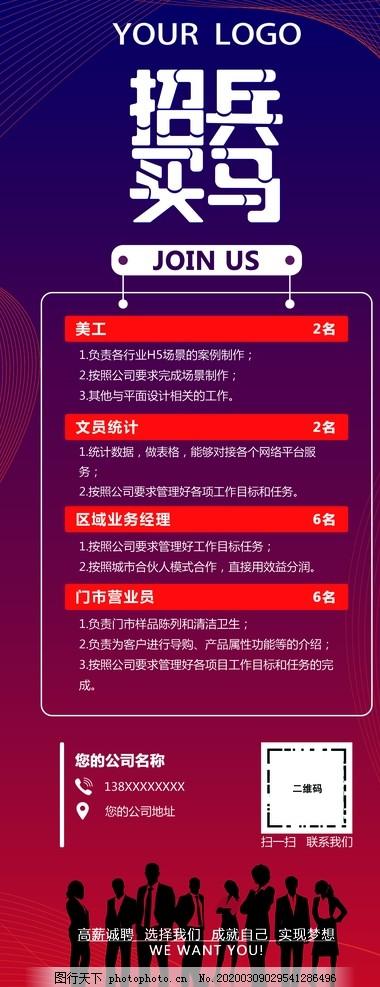 YOUR LOGO
招兵
买马
JOIN US
美工 2名
1.负责各行业H5场景的案例制作；
2.按照公司要求完成场景制作；
3.其他与平面设计相关的工作。
文员统计 2名
1.统计数据，做表格，能够对接各个网络平台服
务；
2.按照公司要求管理好各项工作目标和任务。
区域业务经理 6名
1.按照公司要求管理好工作目标任务；
2.按照城市合伙人模式合作，直接用效益分润。
门市营业员 6名
1.负责门市样品陈列和清洁卫生；
2.负责为客户进行导购、产品属性功能等的介绍；
3.按照公司要求管理好各项目工作目标和任务的完
成。
您的公司名称
138XXXXXXXX
您的公司地址
二维码
扫一扫 联系我们
高薪诚聘 选择我们 成就自己 实现梦想
WE WANT YOU!
图行天下 photophoto.cn No.20200309029541286496